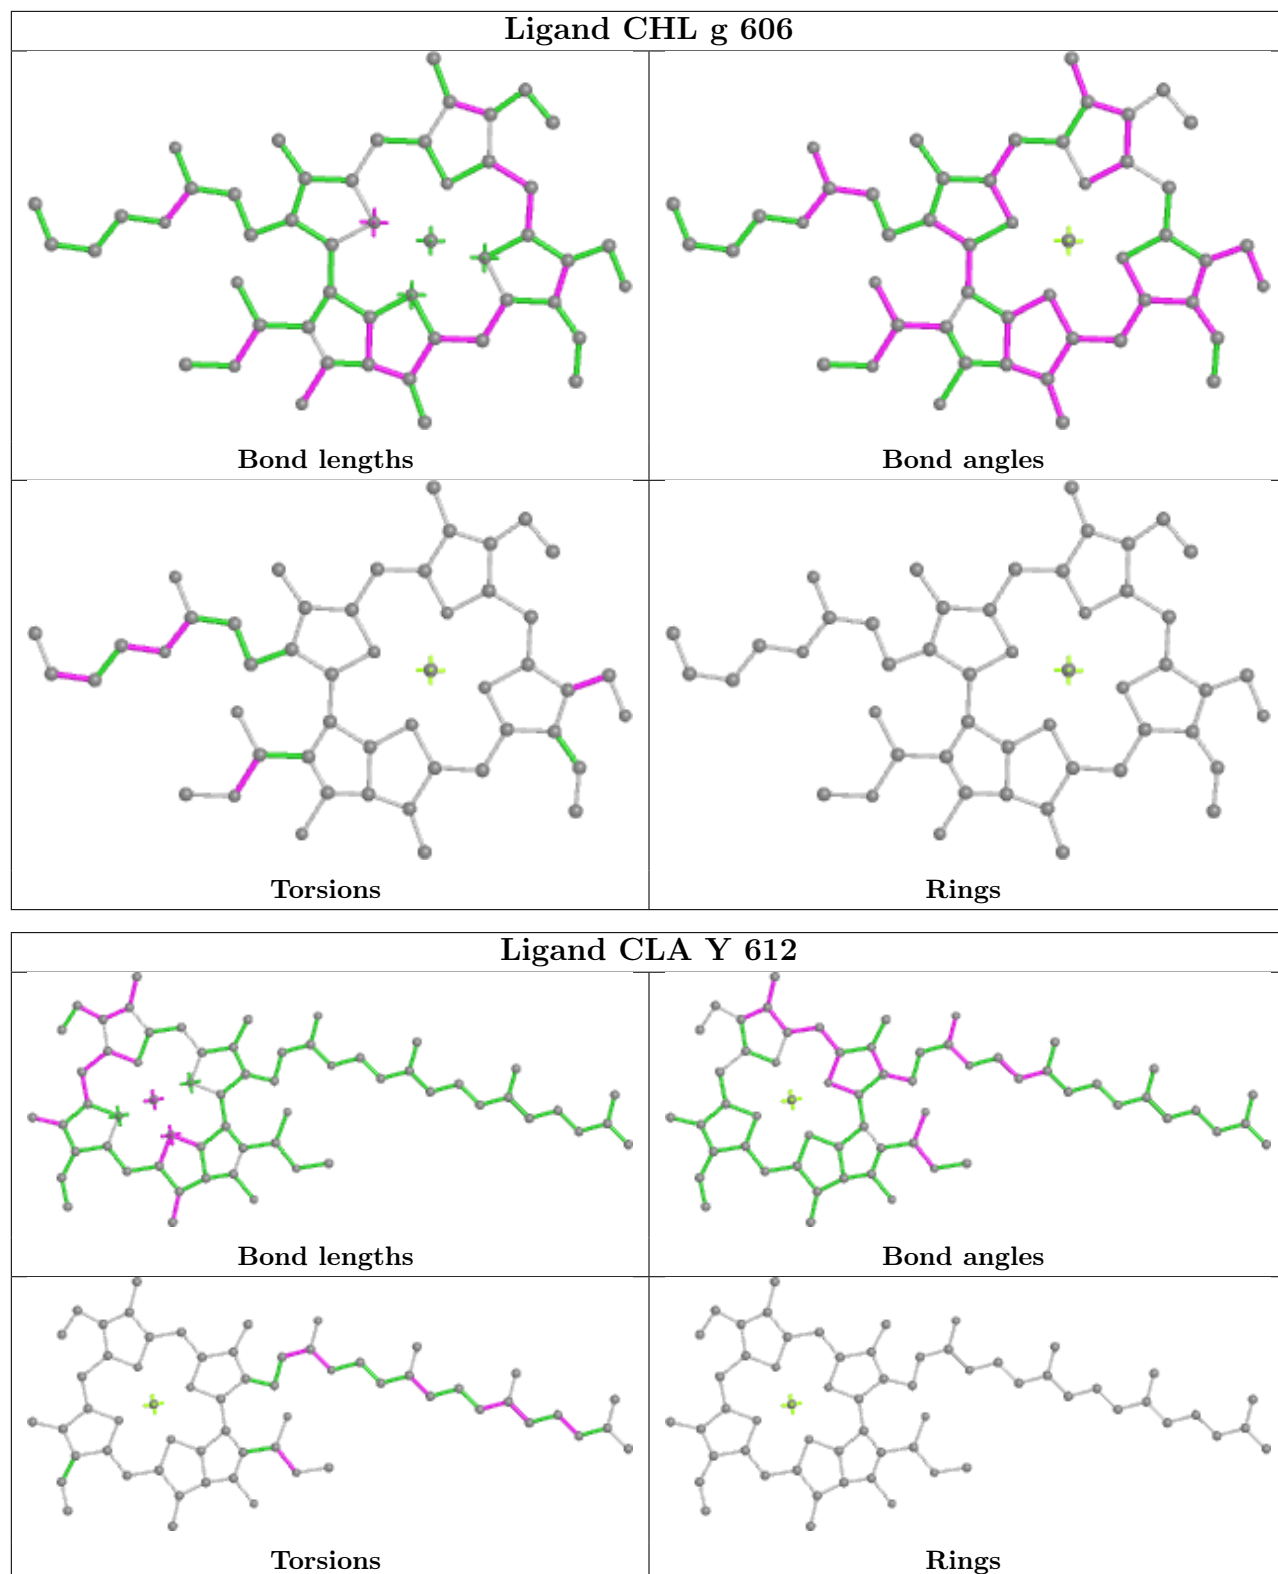 Ligand CHL g 606
Bond lengths
Bond angles
Torsions
Rings
Ligand CLA Y 612
Bond lengths
Bond angles
Torsions
Rings